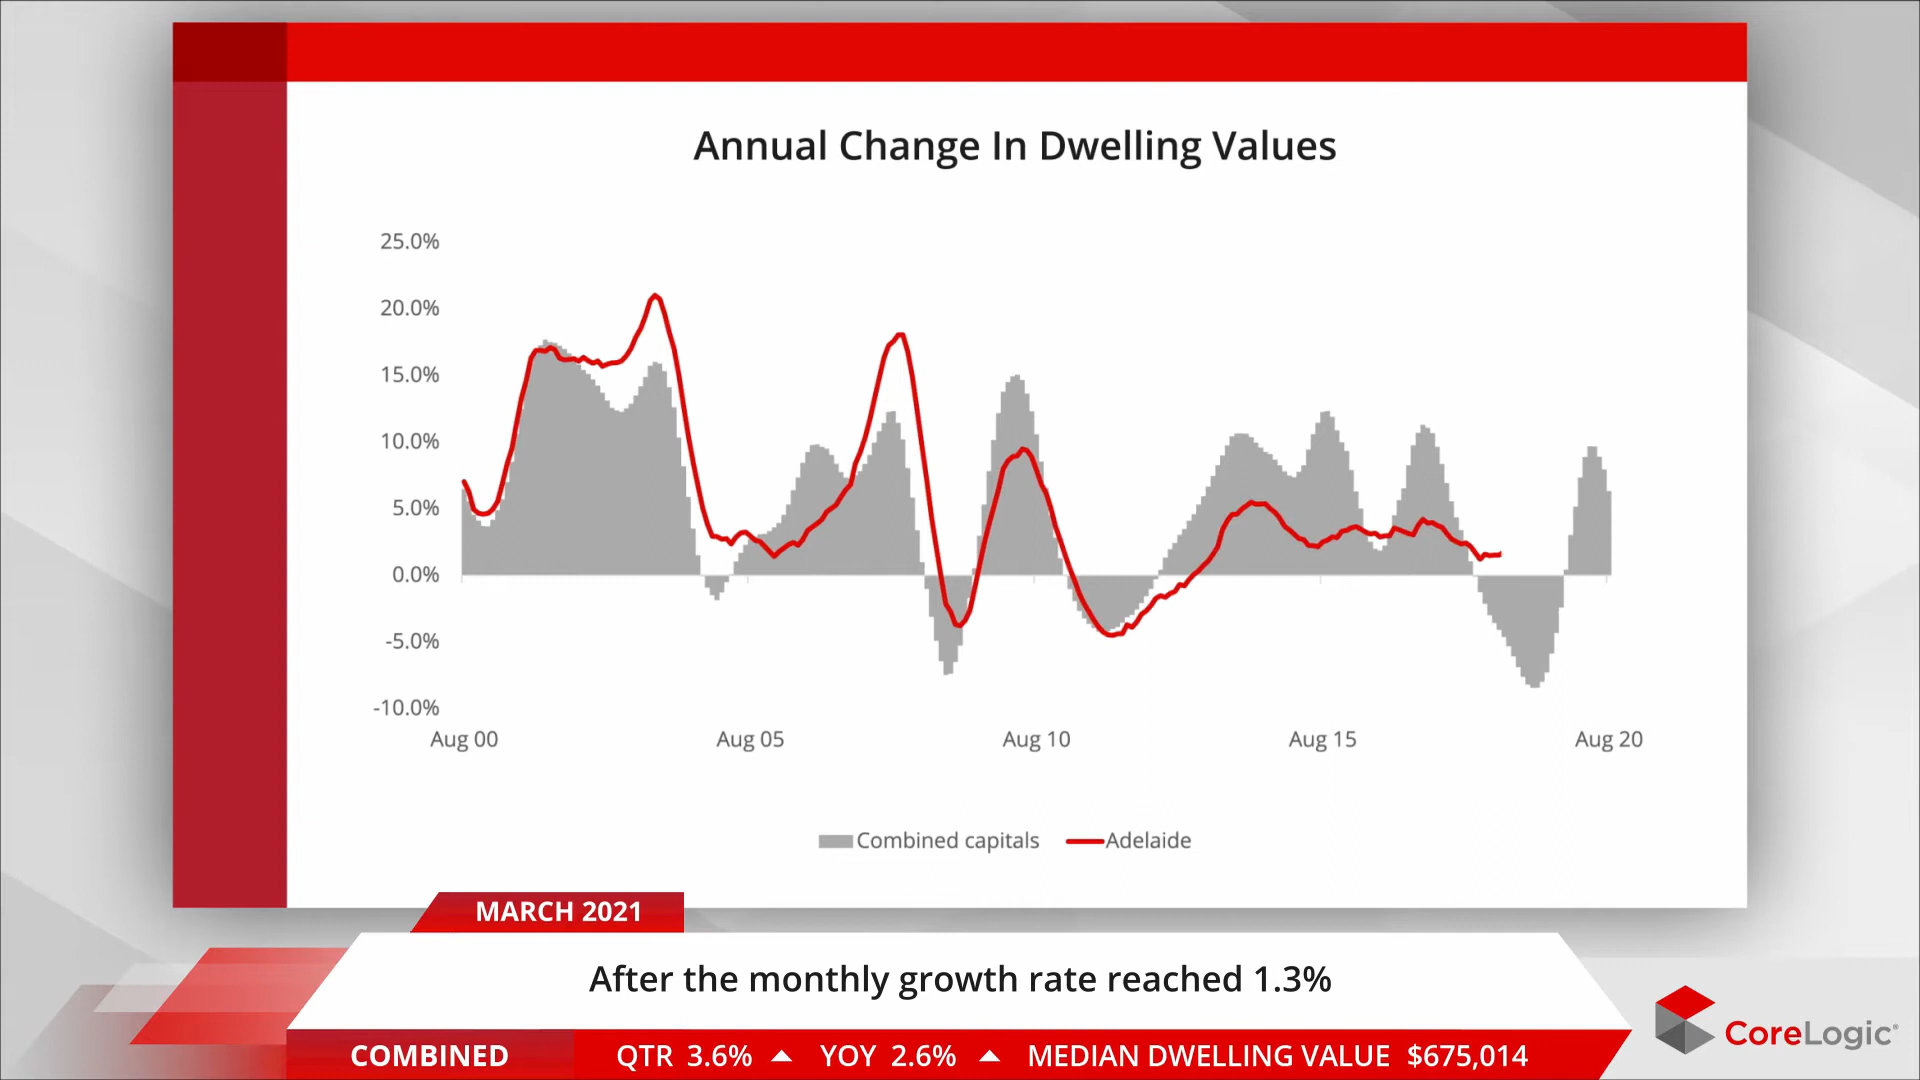 Annual Change In Dwelling Values
25.0%
20.0%
15.0%
10.0%
5.0%
0.0%
-5.0%
-10.0%
Aug 00 Aug 05 Aug 10 Aug 15 Aug 20
Combined capitals Adelaide
MARCH 2021
After the monthly growth rate reached 1.3%
CoreLogic®
COMBINED QTR 3.6% YOY 2.6% MEDIAN DWELLING VALUE $675,014